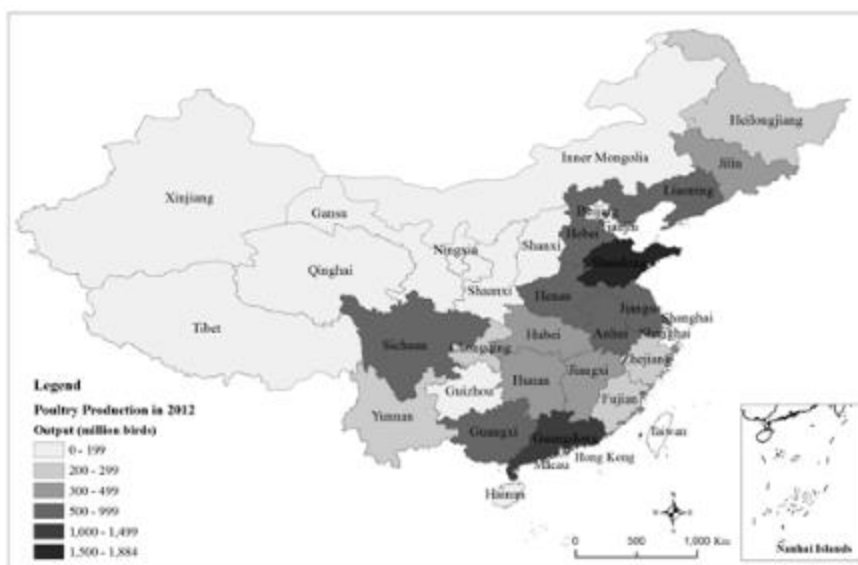 Heilongjiang
Jilin
Inner Mongolia
Liaoning
Xinjiang
Beijing
Tianjin
Gansu
Hebei
Ningxia
Shanxi
Qinghai
Shaanxi
Henan
Jiangsu
Tibet
Shanghai
Shanghai
Hubei
Anhui
Sichuan
Chongqing
Zhejiang
Jiangxi
Hunan
Guizhou
Fujian
Yunnan
Taiwan
Guangxi
Guangdong
Hong Kong
Macau
Hainan
Legend
Poultry Production in 2012
Output (million birds)
0 - 199
200 - 299
300 - 499
500 - 999
1,000 - 1,499
1,500 - 1,884
N
0 500 1,000 Km
Nanhai Islands